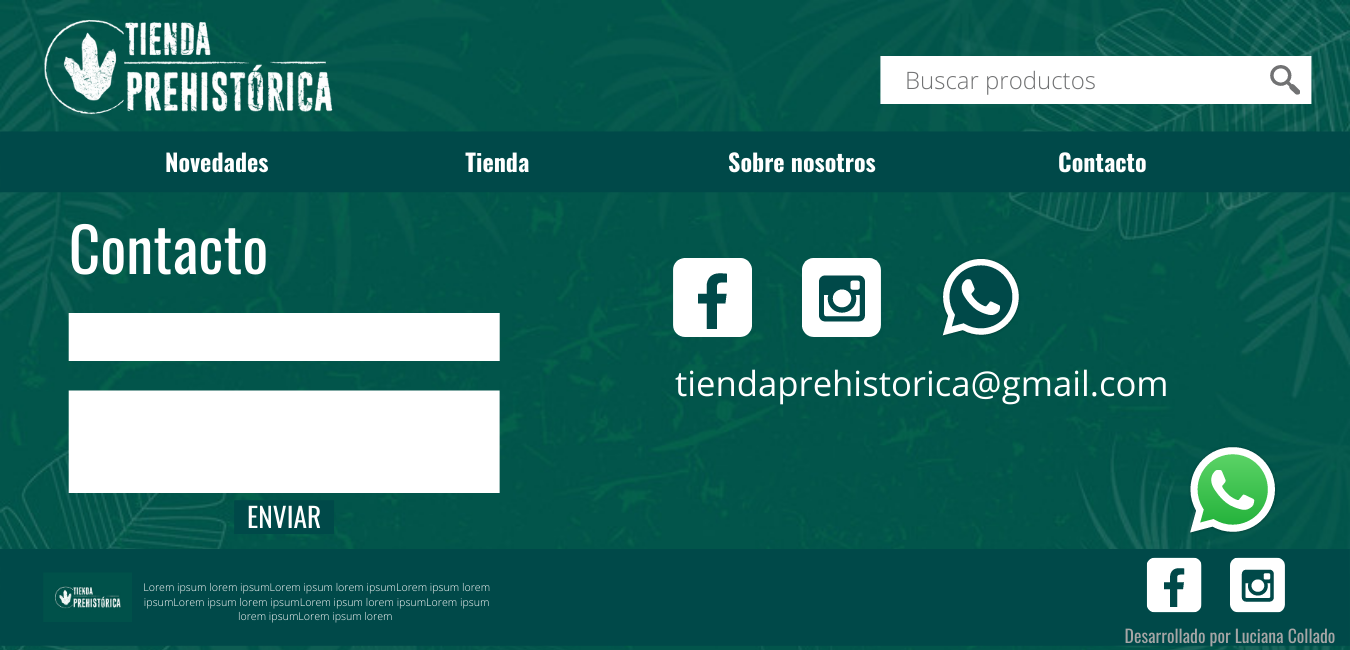 TIENDA
PREHISTÓRICA
Buscar productos
Novedades
Tienda
Sobre nosotros
Contacto
Contacto
tiendaprehistorica@gmail.com
ENVIAR
TIENDA
PREHISTÓRICA
Lorem ipsum lorem ipsumLorem ipsum lorem ipsumLorem ipsum lorem
ipsumLorem ipsum lorem ipsumLorem ipsum lorem ipsumLorem ipsum
lorem ipsumLorem ipsum lorem
Desarrollado por Luciana Collado